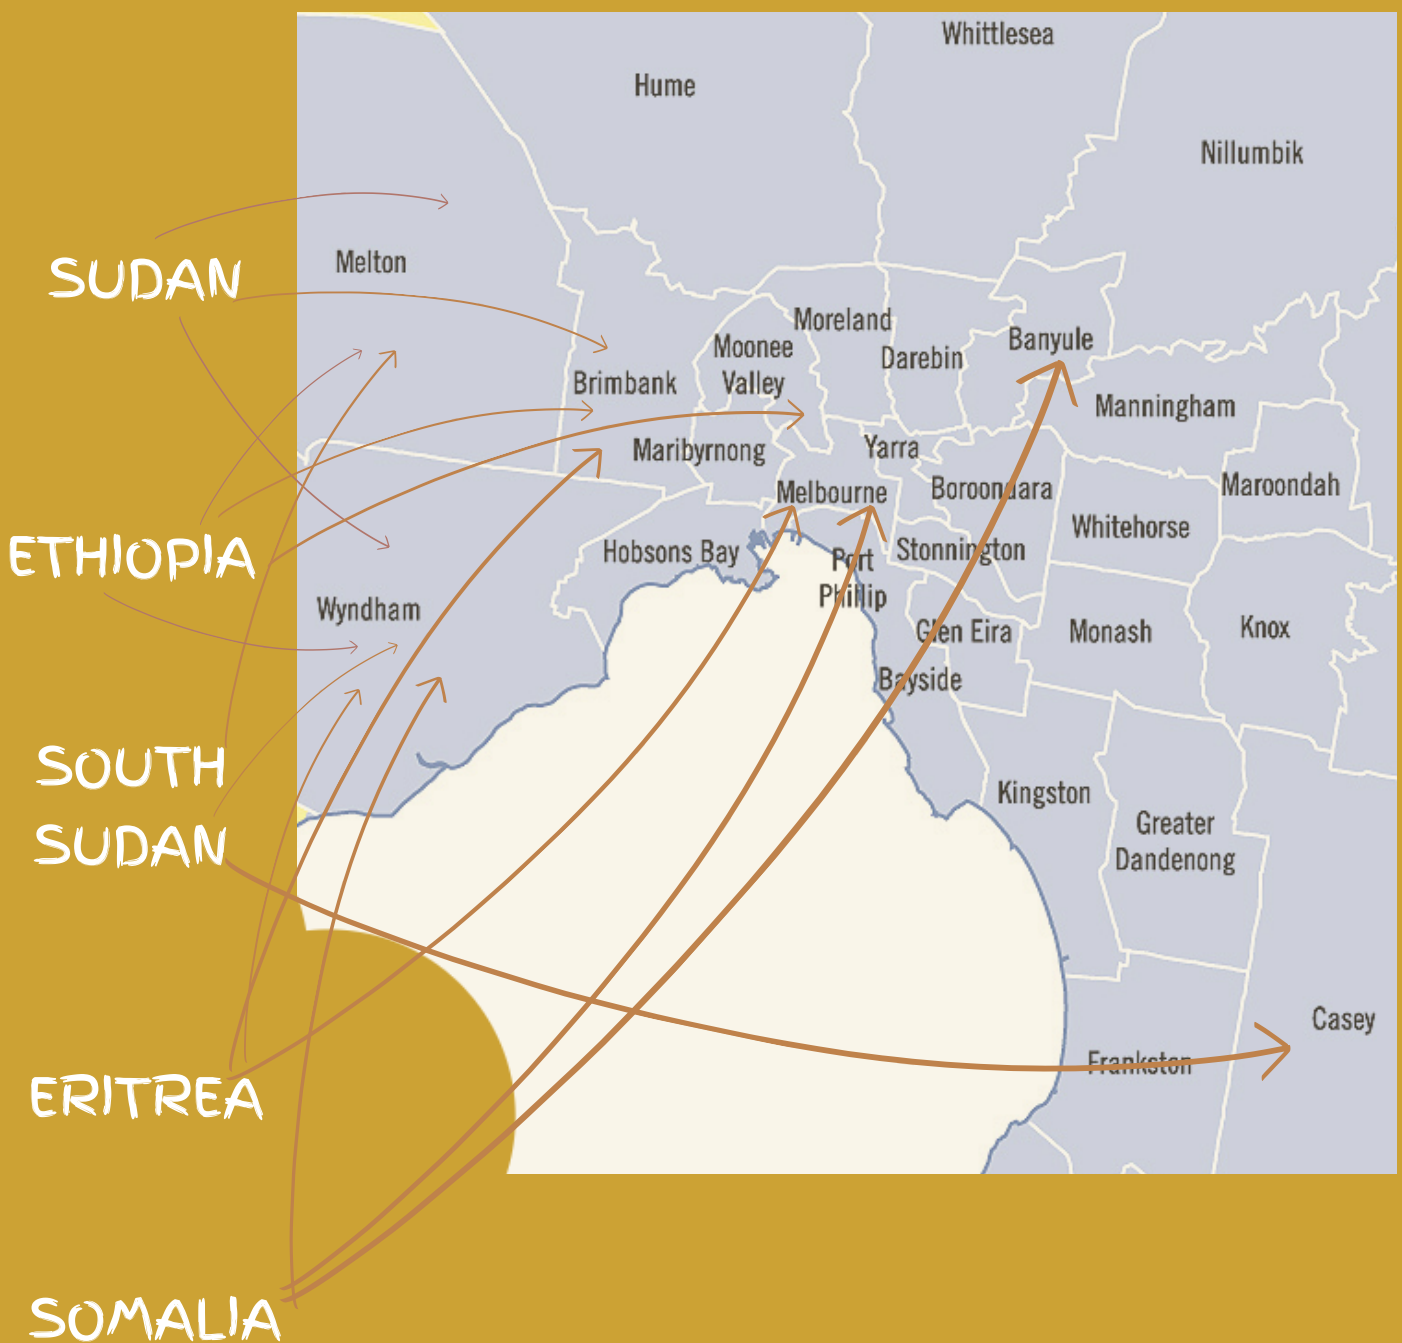 Whittlesea
Hume
Nillumbik
SUDAN
Melton
Moreland
Moonee
Valley
Darebin
Banyule
Brimbank
Manningham
Maribyrnong
Yarra
Melbourne
Boroondara
Maroondah
Whitehorse
ETHIOPIA
Hobsons Bay
Port
Phillip
Stonnington
Wyndham
Glen Eira
Monash
Knox
Bayside
SOUTH
SUDAN
Kingston
Greater
Dandenong
Casey
Frankston
ERITREA
SOMALIA